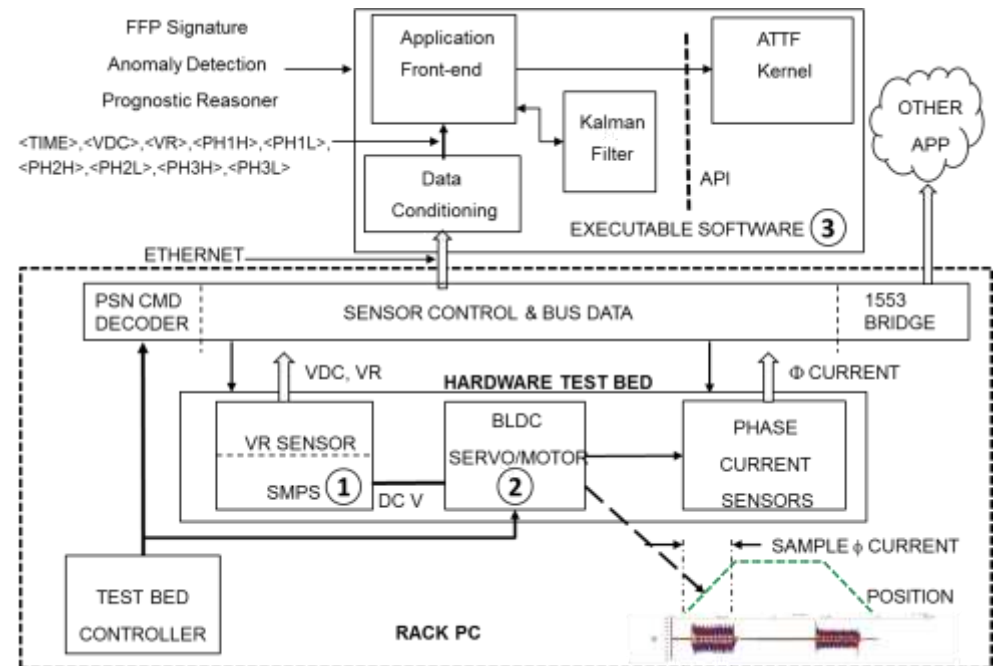 FFP Signature
Anomaly Detection
Prognostic Reasoner
<TIME>,<VDC>,<VR>,<PH1H>,<PH1L>,
<PH2H>,<PH2L>,<PH3H>,<PH3L>
Application
Front-end
ATTF
Kernel
Kalman
Filter
API
Data
Conditioning
EXECUTABLE SOFTWARE 3
OTHER
APP
ETHERNET
PSN CMD
DECODER
SENSOR CONTROL & BUS DATA
1553
BRIDGE
VDC, VR
HARDWARE TEST BED
Φ CURRENT
VR SENSOR
SMPS 1
DC V
BLDC
SERVO/MOTOR
2
PHASE
CURRENT
SENSORS
SAMPLE ϕ CURRENT
POSITION
TEST BED
CONTROLLER
RACK PC